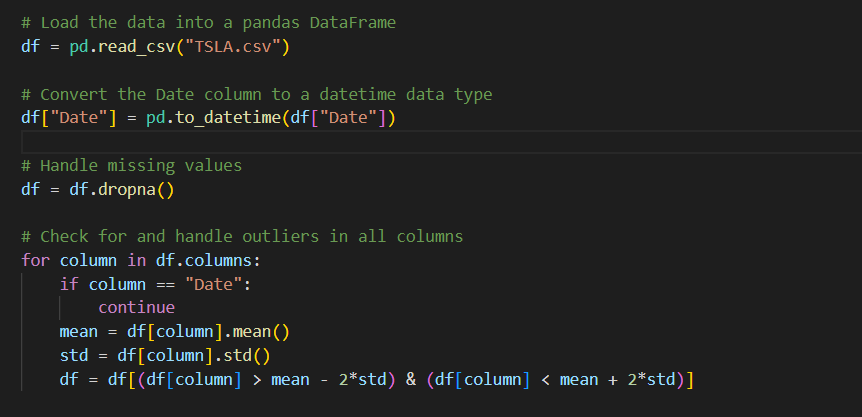 # Load the data into a pandas DataFrame
df = pd.read_csv("TSLA.csv")
# Convert the Date column to a datetime data type
df["Date"] = pd.to_datetime(df["Date"])
# Handle missing values
df = df.dropna()
# Check for and handle outliers in all columns
for column in df.columns:
    if column == "Date":
        continue
    mean = df[column].mean()
    std = df[column].std()
    df = df[(df[column] > mean - 2*std) & (df[column] < mean + 2*std)]